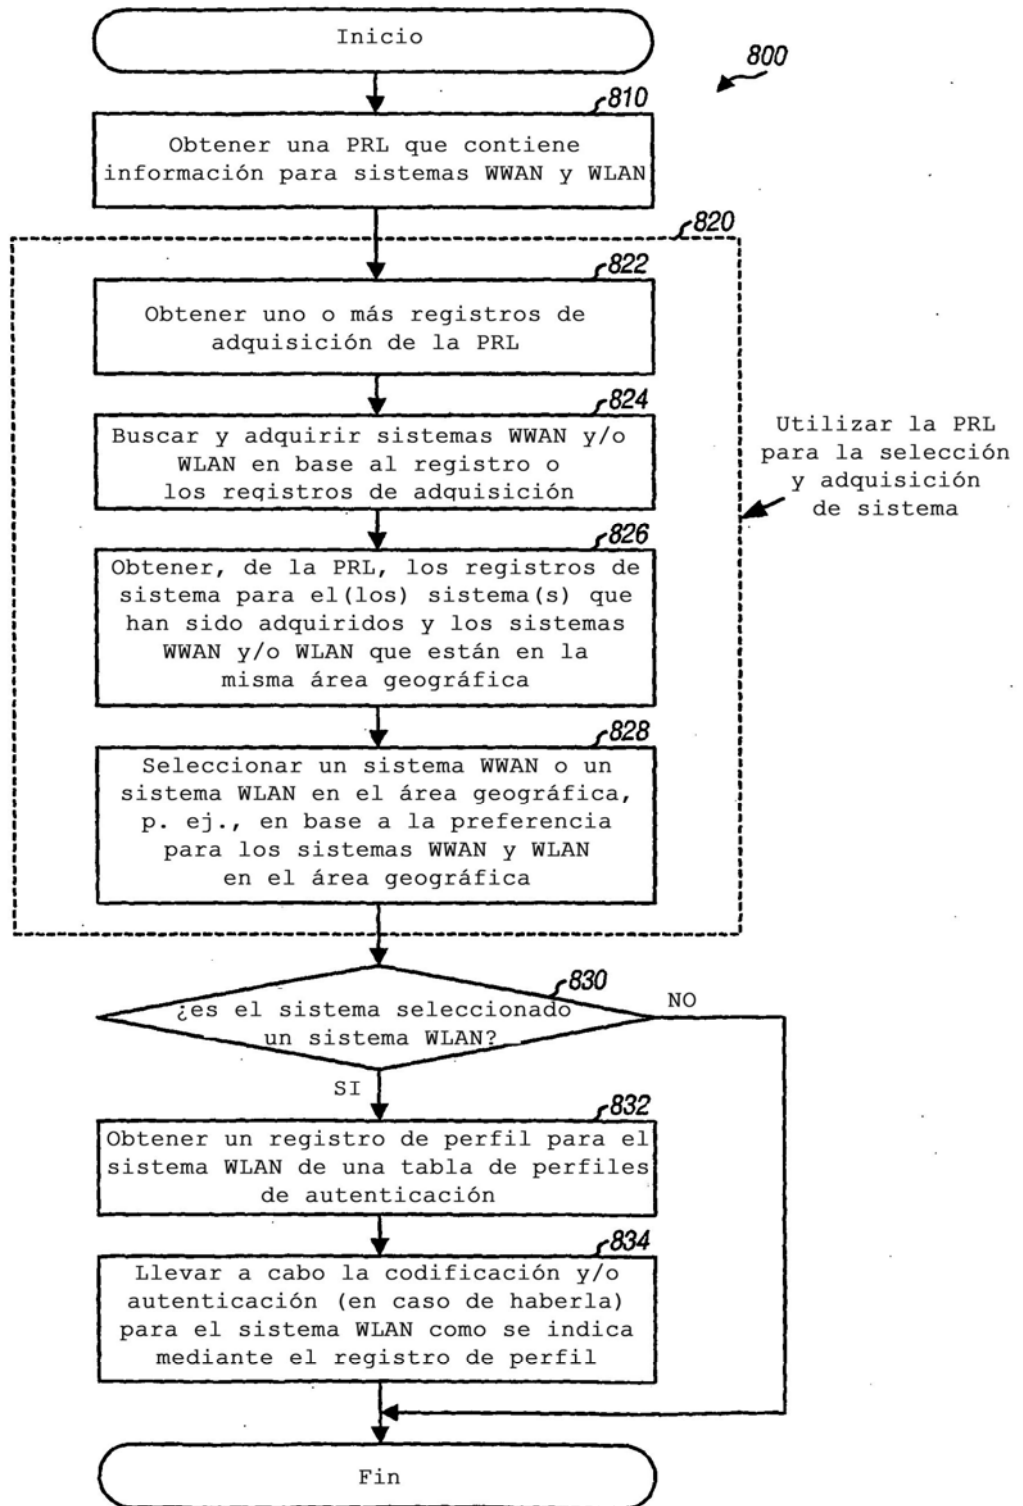 Inicio
800
810
Obtener una PRL que contiene
información para sistemas WWAN y WLAN
820
822
Obtener uno o más registros de
adquisición de la PRL
824
Buscar y adquirir sistemas WWAN y/o
WLAN en base al registro o
los registros de adquisición
Utilizar la PRL
para la selección
y adquisición
de sistema
826
Obtener, de la PRL, los registros de
sistema para el(los) sistema(s) que
han sido adquiridos y los sistemas
WWAN y/o WLAN que están en la
misma área geográfica
828
Seleccionar un sistema WWAN o un
sistema WLAN en el área geográfica,
p. ej., en base a la preferencia
para los sistemas WWAN y WLAN
en el área geográfica
830
¿es el sistema seleccionado
un sistema WLAN?
NO
SI
832
Obtener un registro de perfil para el
sistema WLAN de una tabla de perfiles
de autenticación
834
Llevar a cabo la codificación y/o
autenticación (en caso de haberla)
para el sistema WLAN como se indica
mediante el registro de perfil
Fin